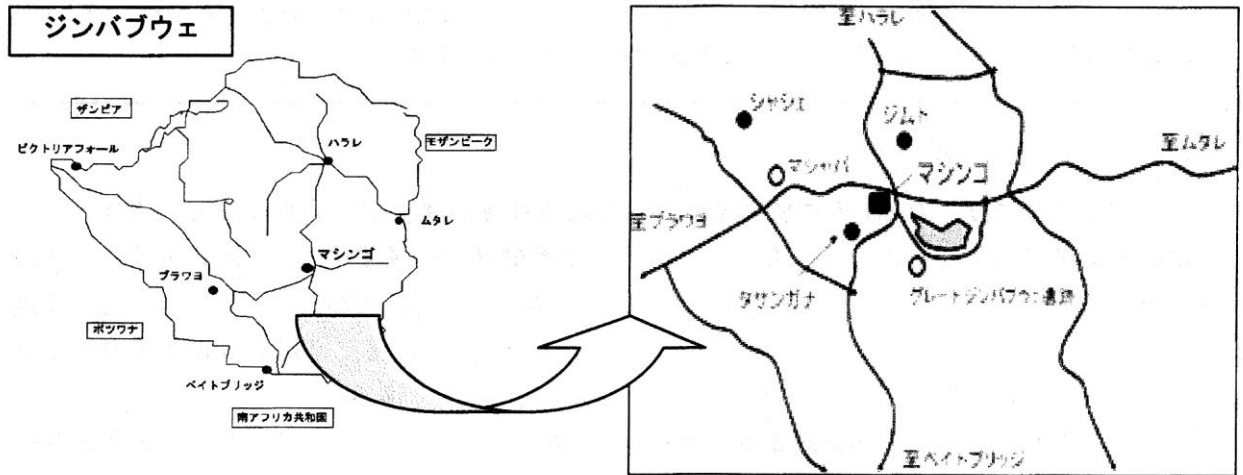 ジンバブウェ
ザンビア
ビクトリアフォール
ハラレ
モザンビーク
ムタレ
マシンゴ
ブラワヨ
ボツワナ
ベイトブリッジ
南アフリカ共和国
至ハラレ
シャシェ
ジムト
至ムタレ
マシャバ
マシンゴ
至ブラワヨ
タサンガナ
グレートジンバブウェ遺跡
至ベイトブリッジ